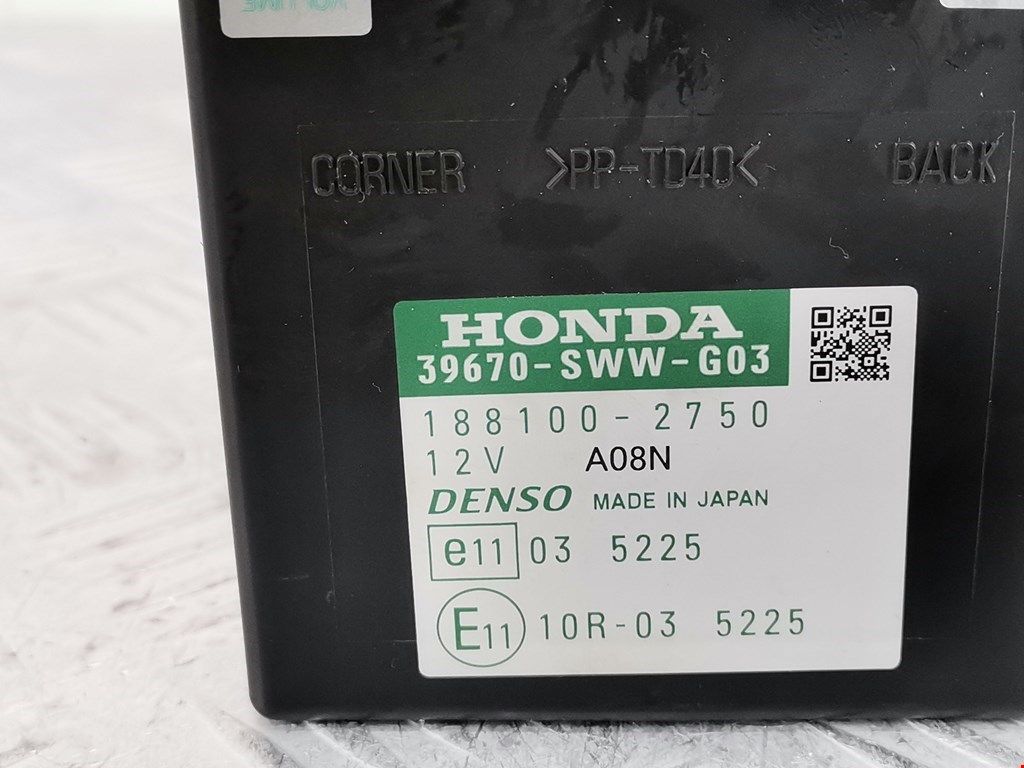 VOLUME
CORNER >PP-TD40< BACK
HONDA
39670-SWW-G03
188100-2750
12V A08N
DENSO MADE IN JAPAN
e11 03 5225
E11 10R-03 5225